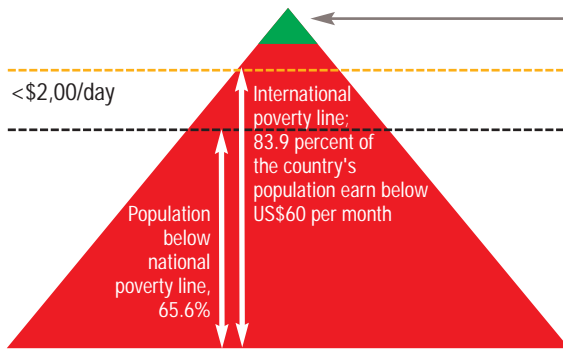 <$2,00/day
International
poverty line;
83.9 percent of
the country's
population earn below
US$60 per month
Population
below
national
poverty line,
65.6%